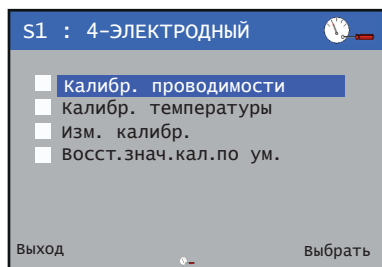 S1 : 4-ЭЛЕКТРОДНЫЙ
Калибр. проводимости
Калибр. температуры
Изм. калибр.
Восст.знач.кал.по ум.
Выход Выбрать